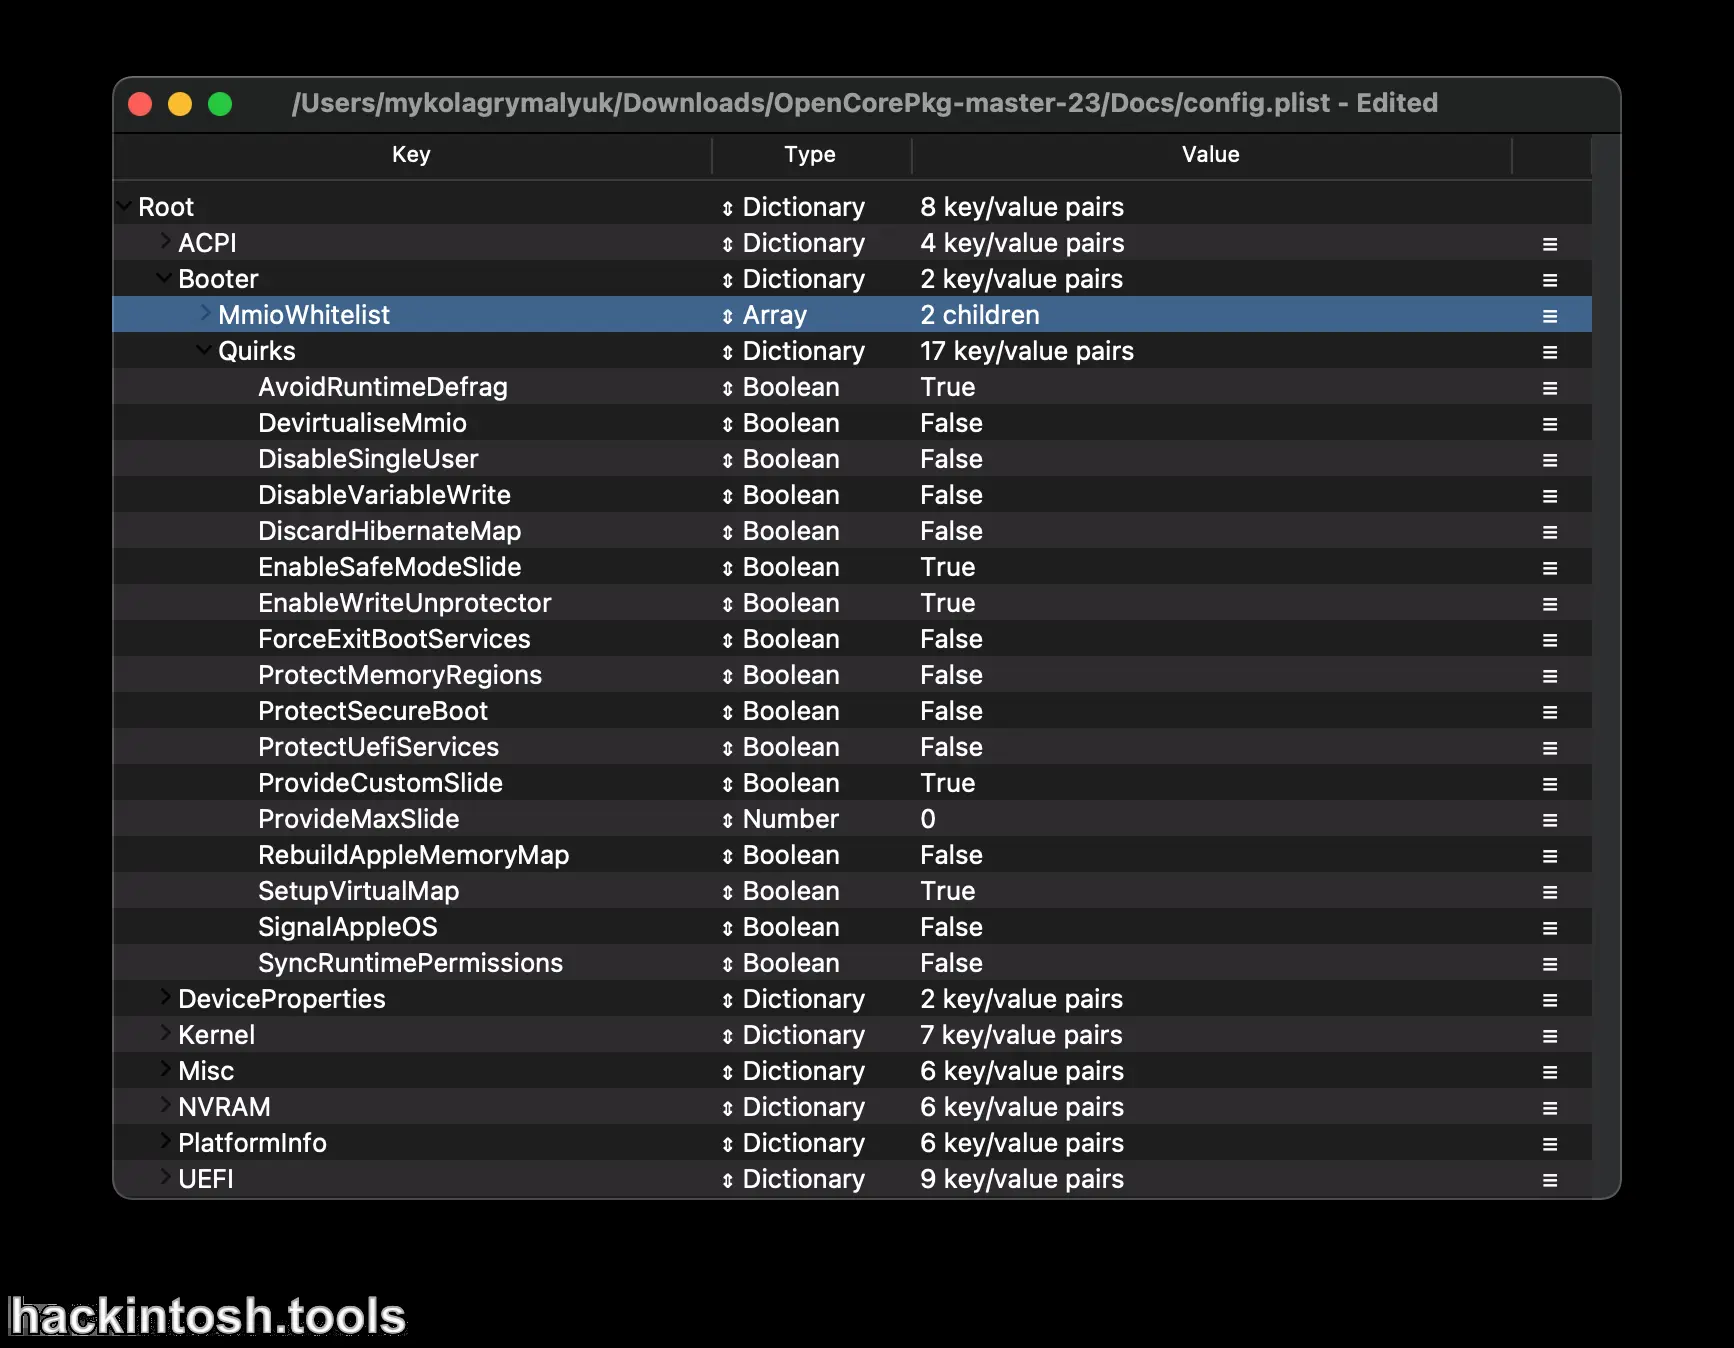 /Users/mykolagrymalyuk/Downloads/OpenCorePkg-master-23/Docs/config.plist - Edited
Key Type Value
Root Dictionary 8 key/value pairs
ACPI Dictionary 4 key/value pairs
Booter Dictionary 2 key/value pairs
MmioWhitelist Array 2 children
Quirks Dictionary 17 key/value pairs
AvoidRuntimeDefrag Boolean True
DevirtualiseMmio Boolean False
DisableSingleUser Boolean False
DisableVariableWrite Boolean False
DiscardHibernateMap Boolean False
EnableSafeModeSlide Boolean True
EnableWriteUnprotector Boolean True
ForceExitBootServices Boolean False
ProtectMemoryRegions Boolean False
ProtectSecureBoot Boolean False
ProtectUefiServices Boolean False
ProvideCustomSlide Boolean True
ProvideMaxSlide Number 0
RebuildAppleMemoryMap Boolean False
SetupVirtualMap Boolean True
SignalAppleOS Boolean False
SyncRuntimePermissions Boolean False
DeviceProperties Dictionary 2 key/value pairs
Kernel Dictionary 7 key/value pairs
Misc Dictionary 6 key/value pairs
NVRAM Dictionary 6 key/value pairs
PlatformInfo Dictionary 6 key/value pairs
UEFI Dictionary 9 key/value pairs
hackintosh.tools